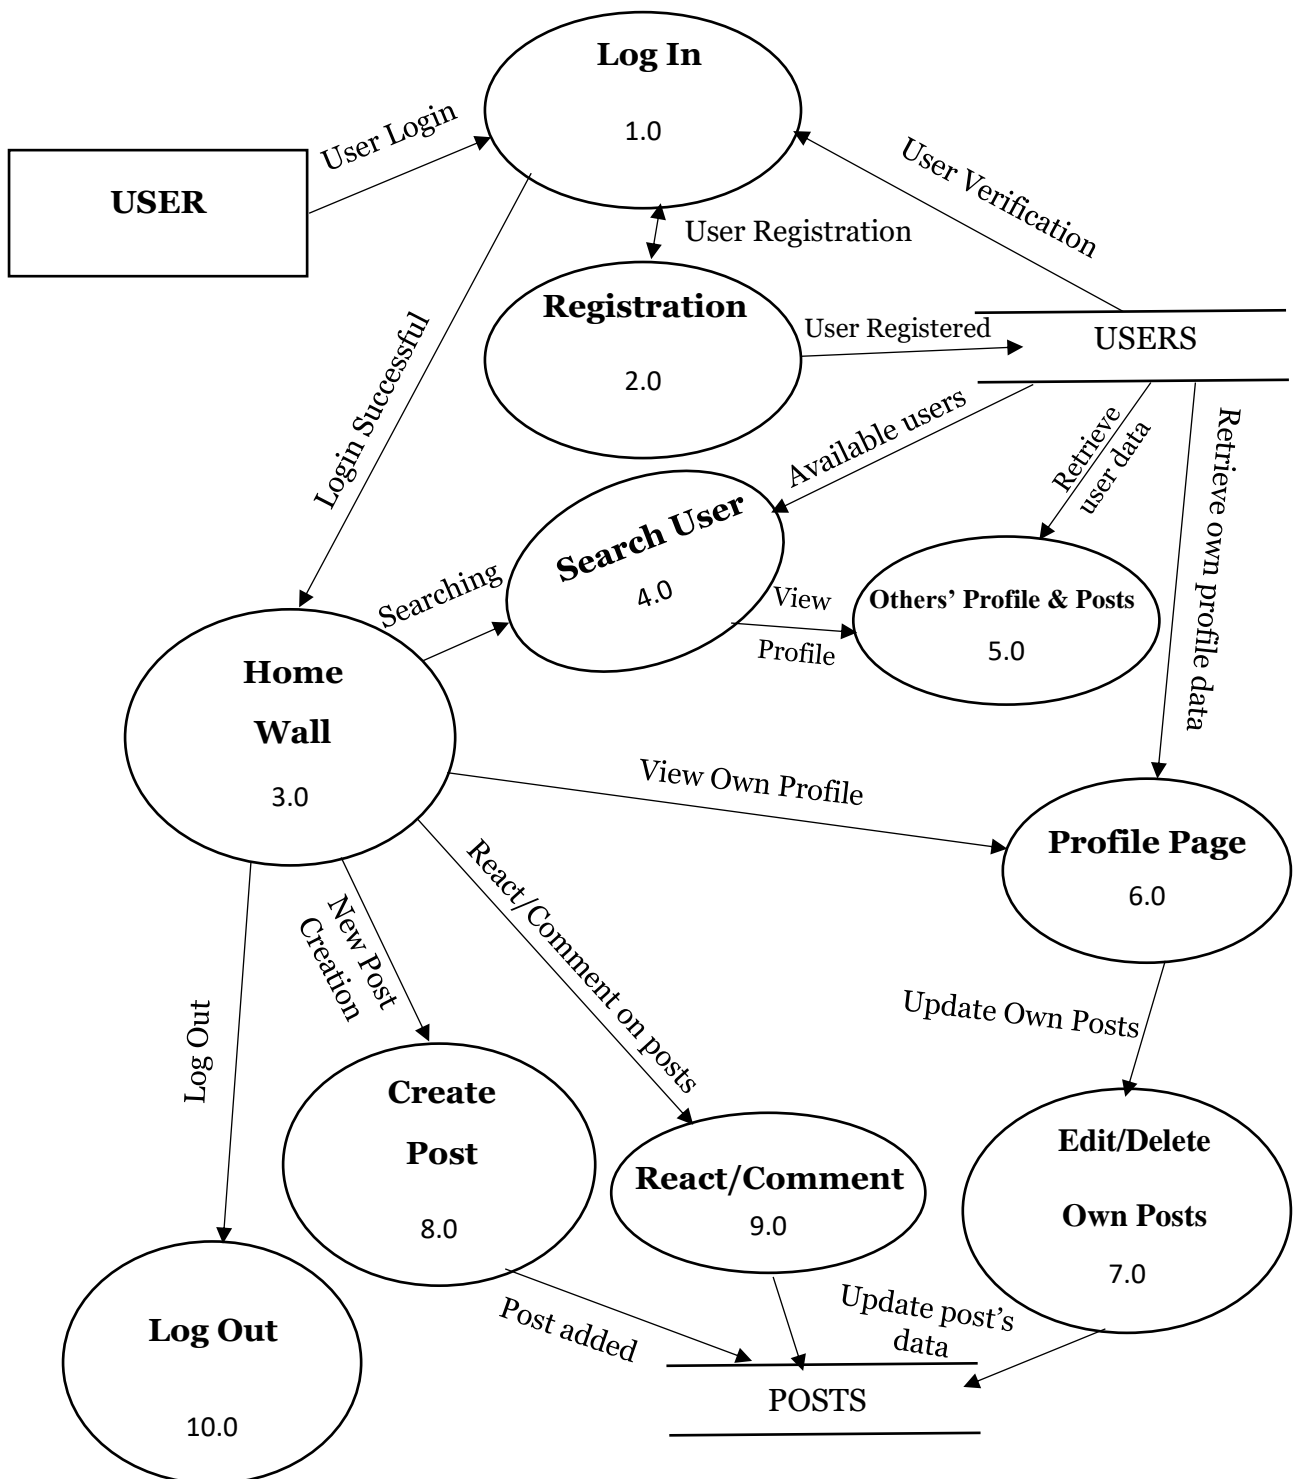 Log In
1.0
User Login
USER
User Verification
User Registration
Registration
2.0
User Registered
USERS
Login Successful
Available users
Retrieve
user data
Retrieve own profile data
Search User
4.0
Searching
View
Profile
Others’ Profile & Posts
5.0
Home
Wall
3.0
View Own Profile
Profile Page
6.0
React/Comment on posts
New Post
Creation
Log Out
Update Own Posts
Create
Post
8.0
React/Comment
9.0
Edit/Delete
Own Posts
7.0
Log Out
10.0
Post added
Update post’s
data
POSTS